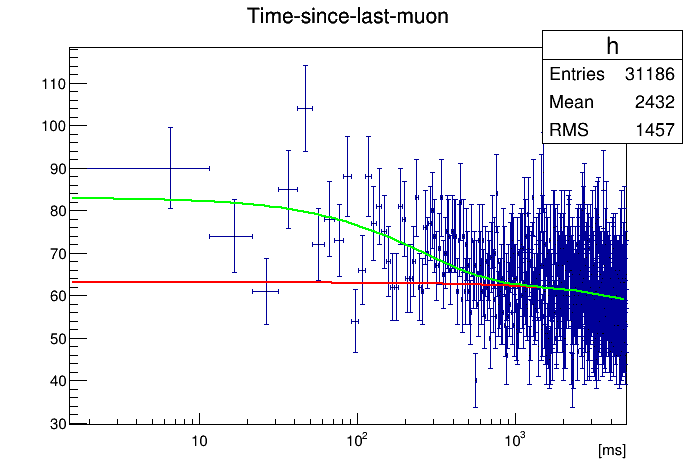 Time-since-last-muon
h
Entries 31186
Mean 2432
RMS 1457
110
100
90
80
70
60
50
40
30
10
10²
10³
[ms]